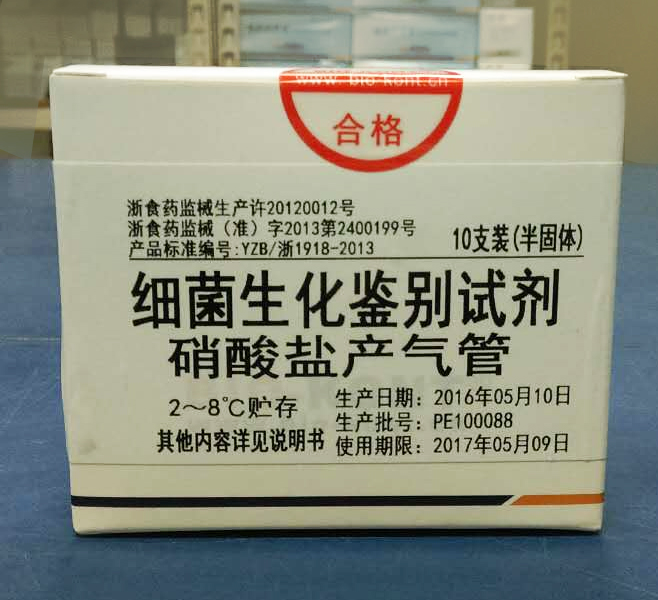 www.bio-kont.cn
合格
浙食药监械生产许20120012号
浙食药监械（准）字2013第2400199号
产品标准编号:YZB/浙1918-2013
10支装(半固体)
细菌生化鉴别试剂
硝酸盐产气管
2～8℃贮存
生产日期：2016年05月10日
生产批号：PE100088
其他内容详见说明书
使用期限：2017年05月09日